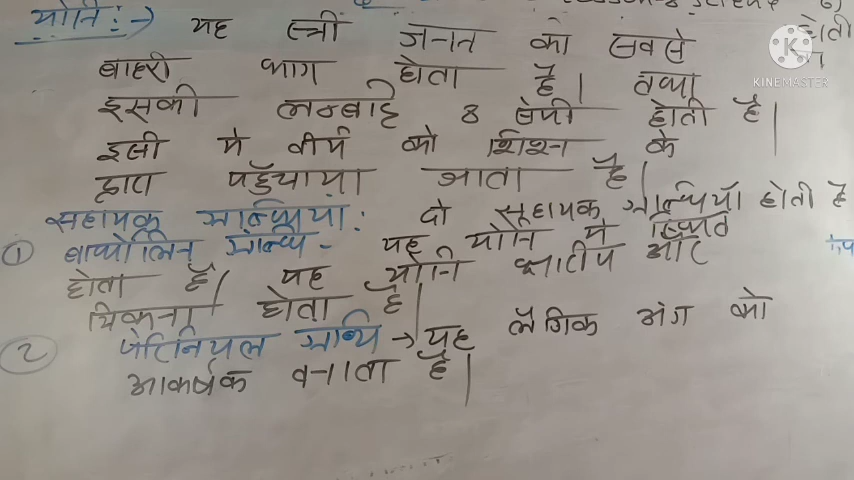 योनि :→ यह स्त्री जनन को सबसे होती
बाहरी भाग होता है। तथा
KINEMASTER
इसकी लम्बाई 8 सेमी होती है।
इसी मे वीर्य को शिश्न के
द्वारा पहुँचाया जाता है।
सहायक ग्रन्थियाँ: दो सहायक ग्रन्थियाँ होती है
① बार्थोलिन ग्रन्थि - यह योनि मे स्थित
होता है। यह योनि और
चिकना होता है।
② पेरिनियल ग्रंथि → यह लैंगिक अंग को
आकर्षक बनाता है।